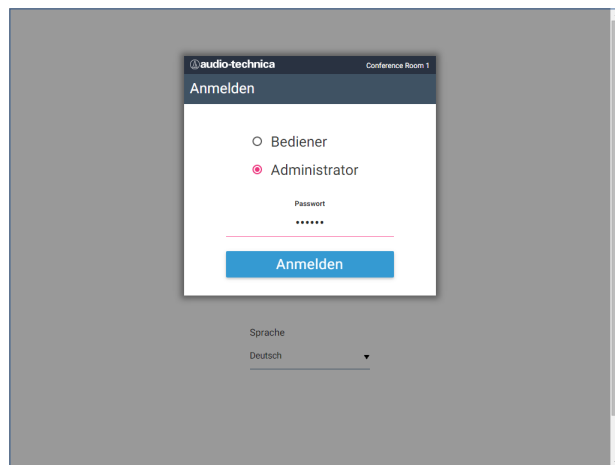 audio-technica Conference Room 1
Anmelden
Bediener
Administrator
Passwort
••••••
Anmelden
Sprache
Deutsch